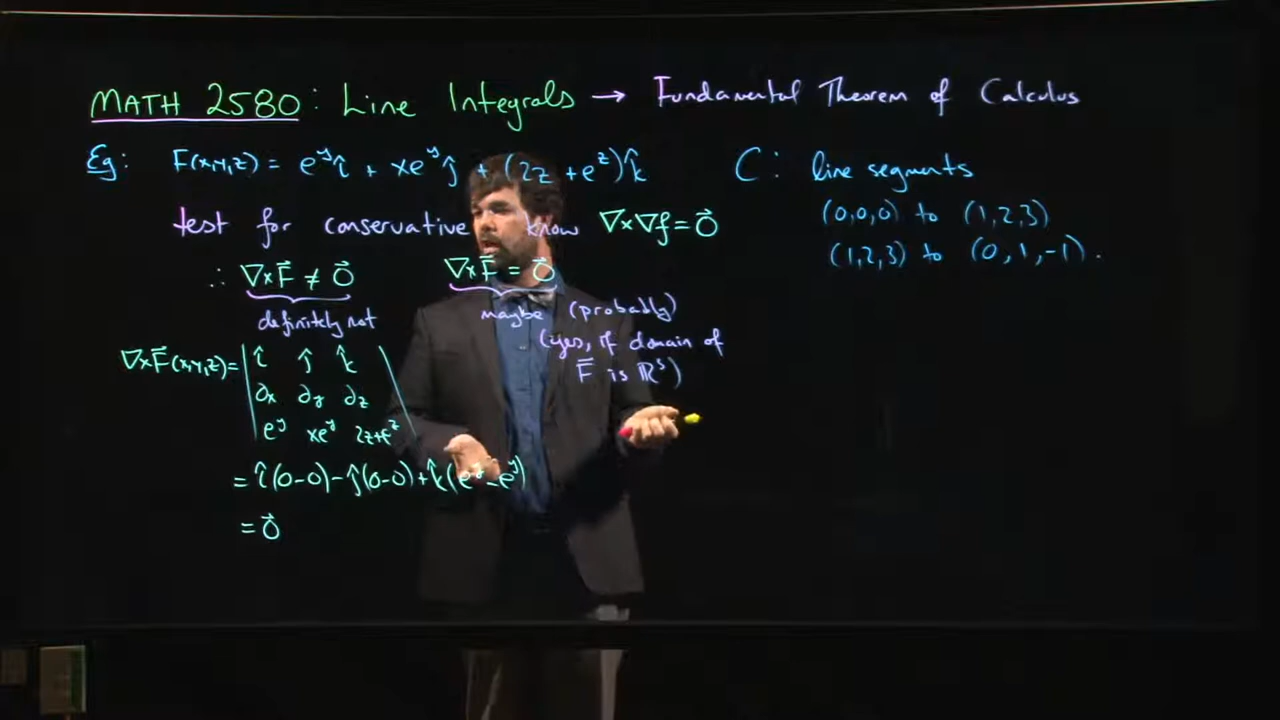 MATH 2580: Line Integrals → Fundamental Theorem of Calculus
Eg: F(x,y,z) = e^y î + xe^y ĵ + (2z + e^z) k̂
C: line segments
(0,0,0) to (1,2,3)
(1,2,3) to (0,1,-1).
test for conservative know ∇×∇f = 0⃗
∴ ∇×F⃗ ≠ 0⃗ ∇×F⃗ = 0⃗
definitely not maybe (probably)
(yes, if domain of
F⃗ is ℝ³)
∇×F⃗(x,y,z) = | î ĵ k̂ |
∂x ∂y ∂z
e^y xe^y 2z+e^z
= î(0-0) - ĵ(0-0) + k̂(e^y - e^y)
= 0⃗